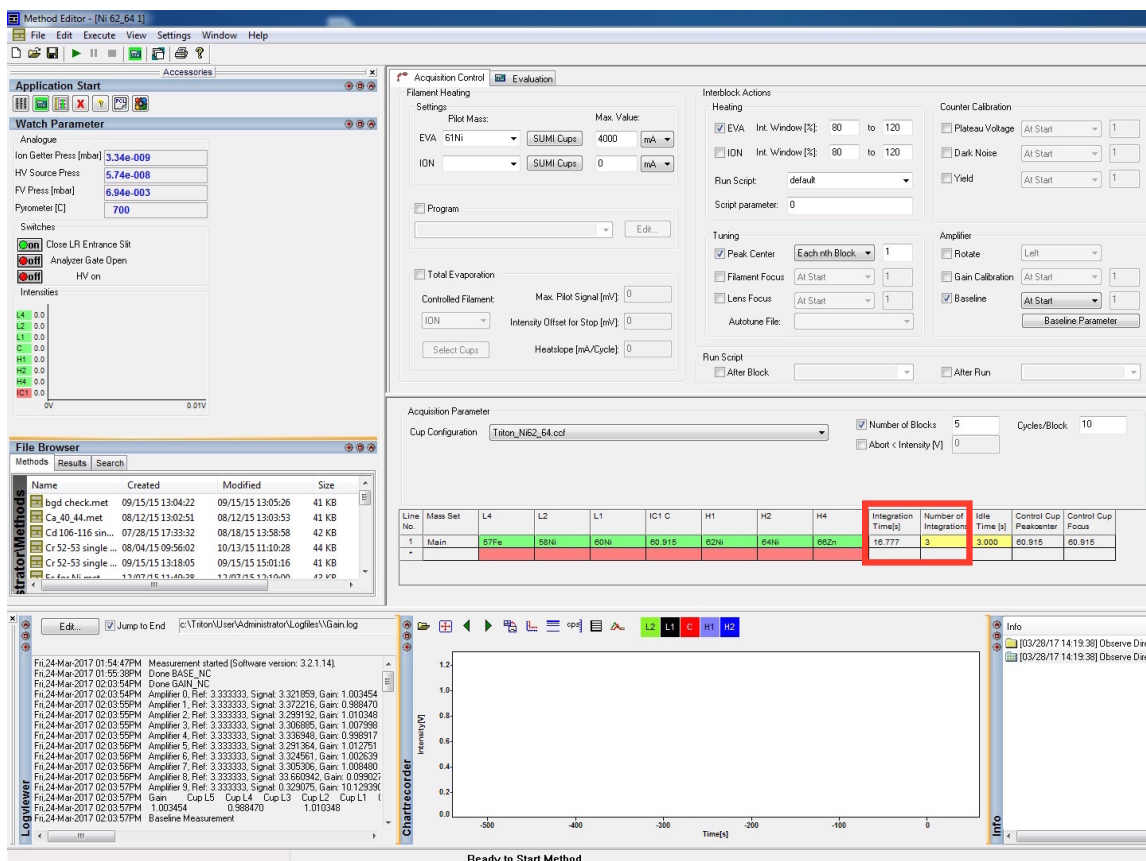 Method Editor - [Ni 62_64 1]
File Edit Execute View Settings Window Help
Accessories
Application Start
Watch Parameter
Analogue
Ion Getter Press [mbar] 3.34e-009
HV Source Press 5.74e-008
FV Press [mbar] 6.94e-003
Pyrometer [C] 700
Switches
on Close LR Entrance Slit
off Analyzer Gate Open
off HV on
Intensities
L4 0.0
L2 0.0
L1 0.0
C 0.0
H1 0.0
H2 0.0
H4 0.0
IC1 0.0
0V 0.01V
File Browser
Methods Results Search
Name Created Modified Size
bgd check.met 09/15/15 13:04:22 09/15/15 13:05:26 41 KB
Ca_40_44.met 08/12/15 13:02:51 08/12/15 13:03:53 41 KB
Cd 106-116 sin... 07/28/15 17:33:32 08/18/15 13:58:58 42 KB
Cr 52-53 single ... 08/04/15 09:56:02 10/13/15 11:10:28 44 KB
Cr 52-53 single ... 09/15/15 13:18:05 09/15/15 15:01:16 41 KB
Fe for Ni.met 12/07/15 11:49:38 12/07/15 12:19:00 43 KB
strator\Methods
Acquisition Control Evaluation
Filament Heating
Settings
Pilot Mass: Max. Value:
EVA 61Ni SUMI Cups 4000 mA
ION SUMI Cups 0 mA
Program
Edit...
Total Evaporation
Controlled Filament: Max. Pilot Signal [mV]: 0
ION Intensity Offset for Stop [mV]: 0
Select Cups Heatslope [mA/Cycle]: 0
Interblock Actions
Heating
EVA Int. Window [%]: 80 to 120
ION Int. Window [%]: 80 to 120
Run Script: default
Script parameter: 0
Counter Calibration
Plateau Voltage At Start 1
Dark Noise At Start 1
Yield At Start 1
Tuning
Peak Center Each nth Block 1
Filament Focus At Start 1
Lens Focus At Start 1
Autotune File:
Amplifier
Rotate Left
Gain Calibration At Start 1
Baseline At Start 1
Baseline Parameter
Run Script
After Block After Run
Acquisition Parameter
Cup Configuration Triton_Ni62_64.ccf
Number of Blocks 5 Cycles/Block 10
Abort < Intensity [V] 0
Line No. Mass Set L4 L2 L1 IC1 C H1 H2 H4 Integration Time[s] Number of Integrations Idle Time [s] Control Cup Peakcenter Control Cup Focus
1 Main 57Fe 58Ni 60Ni 60.915 62Ni 64Ni 66Zn 16.777 3 3.000 60.915 60.915
Edit... Jump to End c:\Triton\User\Administrator\Logfiles\\Gain.log
Fri,24-Mar-2017 01:54:47PM Measurement started (Software version: 3.2.1.14).
Fri,24-Mar-2017 01:55:38PM Done BASE_NC
Fri,24-Mar-2017 02:03:54PM Done GAIN_NC
Fri,24-Mar-2017 02:03:54PM Amplifier 0, Ref: 3.333333, Signal: 3.321859, Gain: 1.003454
Fri,24-Mar-2017 02:03:55PM Amplifier 1, Ref: 3.333333, Signal: 3.372216, Gain: 0.988470
Fri,24-Mar-2017 02:03:55PM Amplifier 2, Ref: 3.333333, Signal: 3.299192, Gain: 1.010348
Fri,24-Mar-2017 02:03:55PM Amplifier 3, Ref: 3.333333, Signal: 3.306885, Gain: 1.007998
Fri,24-Mar-2017 02:03:55PM Amplifier 4, Ref: 3.333333, Signal: 3.336948, Gain: 0.998917
Fri,24-Mar-2017 02:03:56PM Amplifier 5, Ref: 3.333333, Signal: 3.291364, Gain: 1.012751
Fri,24-Mar-2017 02:03:56PM Amplifier 6, Ref: 3.333333, Signal: 3.324561, Gain: 1.002639
Fri,24-Mar-2017 02:03:56PM Amplifier 7, Ref: 3.333333, Signal: 3.305306, Gain: 1.008480
Fri,24-Mar-2017 02:03:56PM Amplifier 8, Ref: 3.333333, Signal: 33.660942, Gain: 0.099027
Fri,24-Mar-2017 02:03:57PM Amplifier 9, Ref: 3.333333, Signal: 0.329075, Gain: 10.129390
Fri,24-Mar-2017 02:03:57PM Gain Cup L5 Cup L4 Cup L3 Cup L2 Cup L1
Fri,24-Mar-2017 02:03:57PM 1.003454 0.988470 1.010348
Fri,24-Mar-2017 02:03:57PM Baseline Measurement
Logviewer
cps
L2 L1 C H1 H2
Chartrecorder
Intensity[V]
1.2
1.0
0.8
0.6
0.4
0.2
0.0
-500 -400 -300 -200 -100 0
Time[s]
Info
[03/28/17 14:19:38] Observe Dire
[03/28/17 14:19:38] Observe Dire
Info
Ready to Start Method